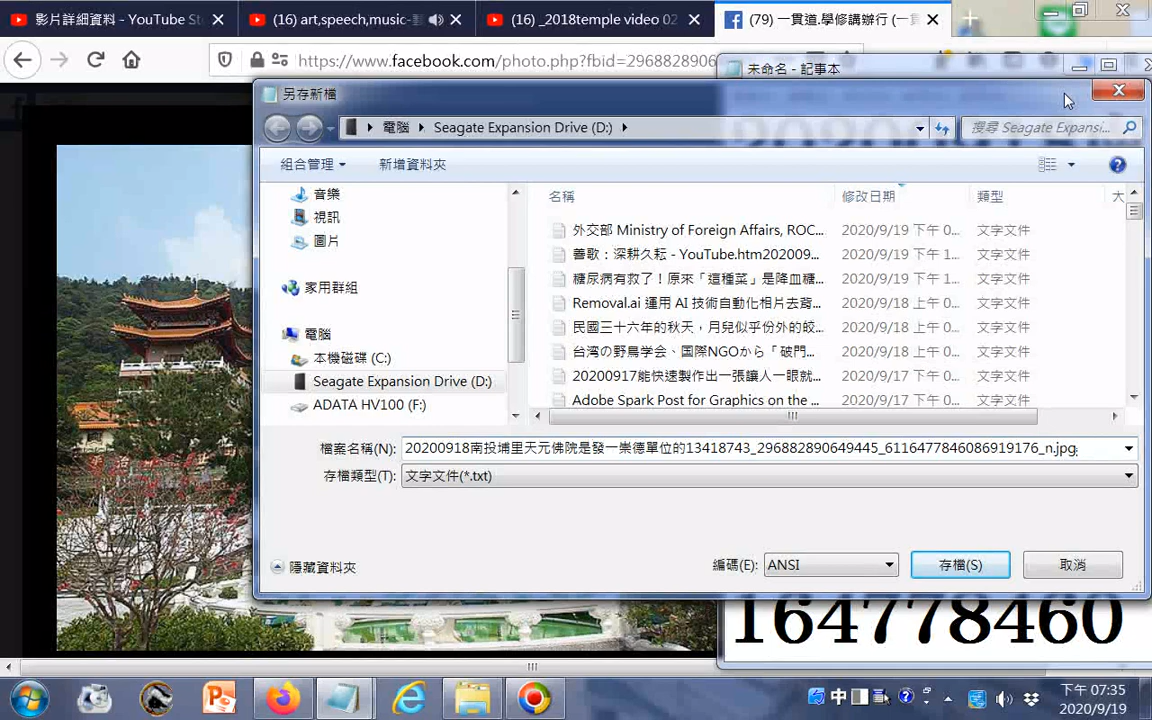 影片詳細資料 - YouTube St
(16) art,speech,music-
(16) _2018temple video 02
(79) 一貫道.學修講辦行 (一
https://www.facebook.com/photo.php?fbid=2968828906
未命名 - 記事本
另存新檔
電腦
Seagate Expansion Drive (D:)
搜尋 Seagate Expansi...
組合管理
新增資料夾
音樂
視訊
圖片
家用群組
電腦
本機磁碟 (C:)
Seagate Expansion Drive (D:)
ADATA HV100 (F:)
名稱
修改日期
類型
大
外交部 Ministry of Foreign Affairs, ROC... 2020/9/19 下午 0... 文字文件
善歌：深耕久耘 - YouTube.htm202009... 2020/9/19 下午 1... 文字文件
糖尿病有救了！原來「這種菜」是降血糖... 2020/9/19 下午 1... 文字文件
Removal.ai 運用 AI 技術自動化相片去背... 2020/9/18 上午 0... 文字文件
民國三十六年的秋天，月兒似乎份外的皎... 2020/9/18 上午 0... 文字文件
台湾の野鳥学会、国際NGOから「破門... 2020/9/18 上午 0... 文字文件
20200917能快速製作出一張讓人一眼就... 2020/9/17 下午 0... 文字文件
Adobe Spark Post for Graphics on the ... 2020/9/17 下午 0... 文字文件
檔案名稱(N):
20200918南投埔里天元佛院是發一崇德單位的13418743_296882890649445_6116477846086919176_n.jpg
存檔類型(T):
文字文件(*.txt)
隱藏資料夾
編碼(E):
ANSI
存檔(S)
取消
164778460
中
下午 07:35
2020/9/19